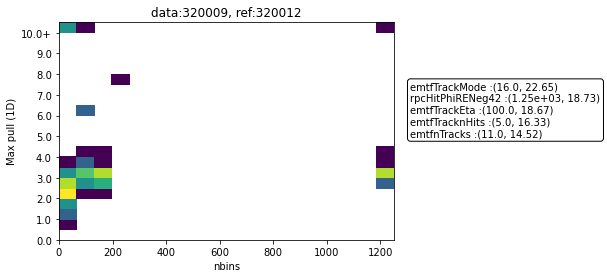 data:320009, ref:320012
10.0+
9.0
8.0
7.0
6.0
5.0
4.0
3.0
2.0
1.0
0.0
Max pull (1D)
0 200 400 600 800 1000 1200
nbins
emtfTrackMode :(16.0, 22.65)
rpcHitPhiRENeg42 :(1.25e+03, 18.73)
emtfTrackEta :(100.0, 18.67)
emtfTracknHits :(5.0, 16.33)
emtfnTracks :(11.0, 14.52)